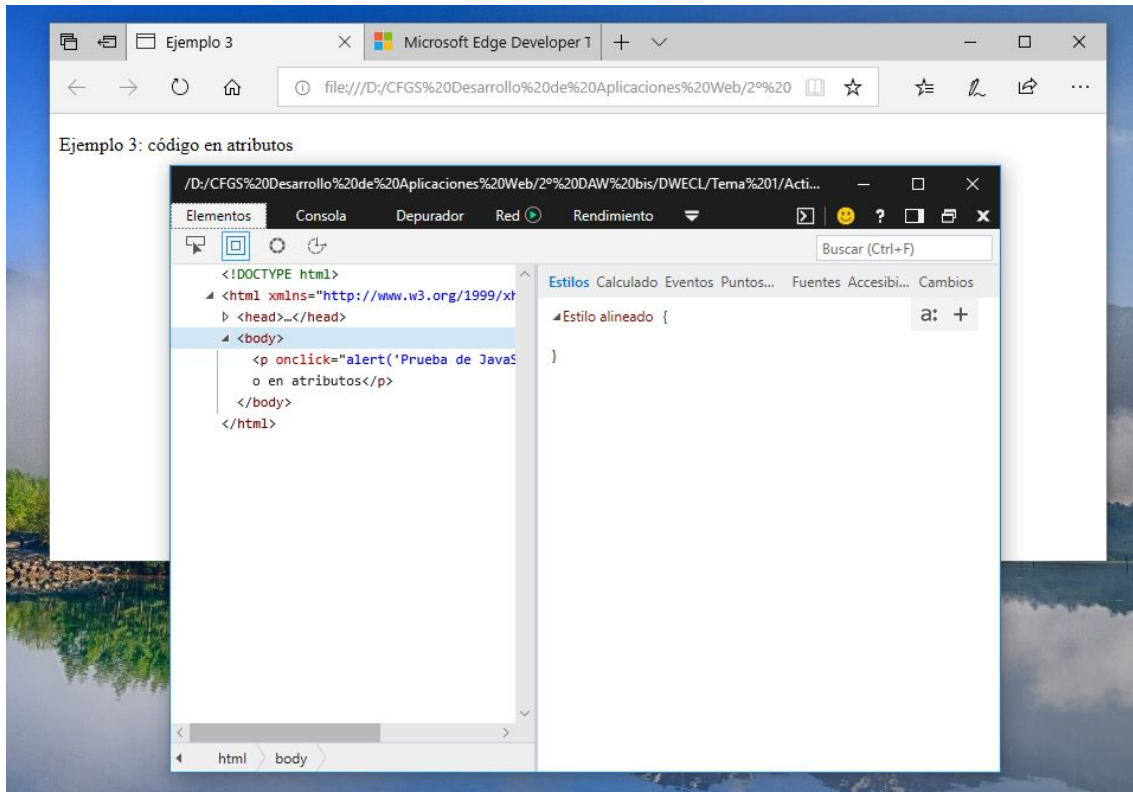 Ejemplo 3
Microsoft Edge Developer T
file:///D:/CFGS%20Desarrollo%20de%20Aplicaciones%20Web/2º%20
Ejemplo 3: código en atributos
/D:/CFGS%20Desarrollo%20de%20Aplicaciones%20Web/2º%20DAW%20bis/DWECL/Tema%201/Acti...
Elementos Consola Depurador Red Rendimiento ?
Buscar (Ctrl+F)
Estilos Calculado Eventos Puntos... Fuentes Accesibi... Cambios
<!DOCTYPE html>
<html xmlns="http://www.w3.org/1999/xh
<head>…</head>
<body>
<p onclick="alert('Prueba de JavaS
o en atributos</p>
</body>
</html>
Estilo alineado {
a: +
}
html body